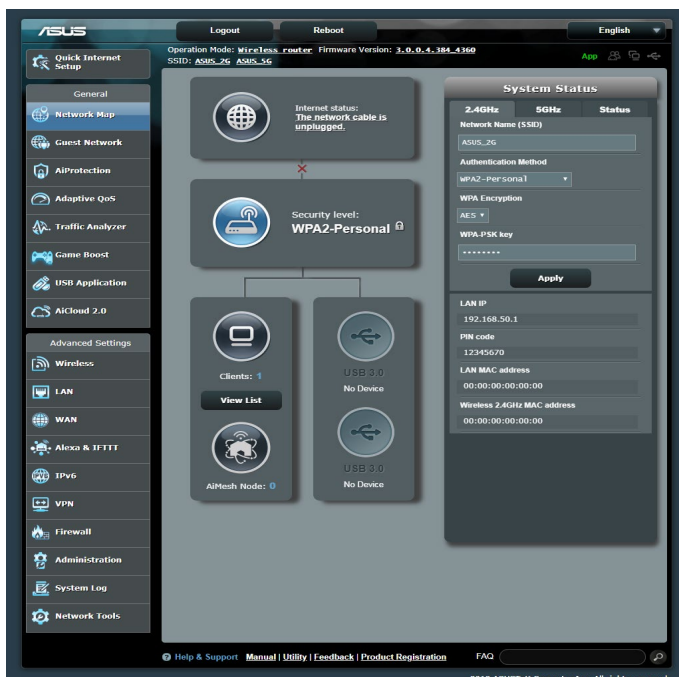 ASUS
Logout
Reboot
English
Quick Internet
Setup
Operation Mode: Wireless router Firmware Version: 3.0.0.4.384_4360
SSID: ASUS_2G ASUS_5G
App
General
Network Map
Guest Network
AiProtection
Adaptive QoS
Traffic Analyzer
Game Boost
USB Application
AiCloud 2.0
Advanced Settings
Wireless
LAN
WAN
Alexa & IFTTT
IPv6
VPN
Firewall
Administration
System Log
Network Tools
Internet status:
The network cable is
unplugged.
Security level:
WPA2-Personal
Clients: 1
View List
AiMesh Node: 0
USB 3.0
No Device
USB 3.0
No Device
System Status
2.4GHz 5GHz Status
Network Name (SSID)
ASUS_2G
Authentication Method
WPA2-Personal
WPA Encryption
AES
WPA-PSK key
········
Apply
LAN IP
192.168.50.1
PIN code
12345670
LAN MAC address
00:00:00:00:00:00
Wireless 2.4GHz MAC address
00:00:00:00:00:00
Help & Support Manual | Utility | Feedback | Product Registration FAQ